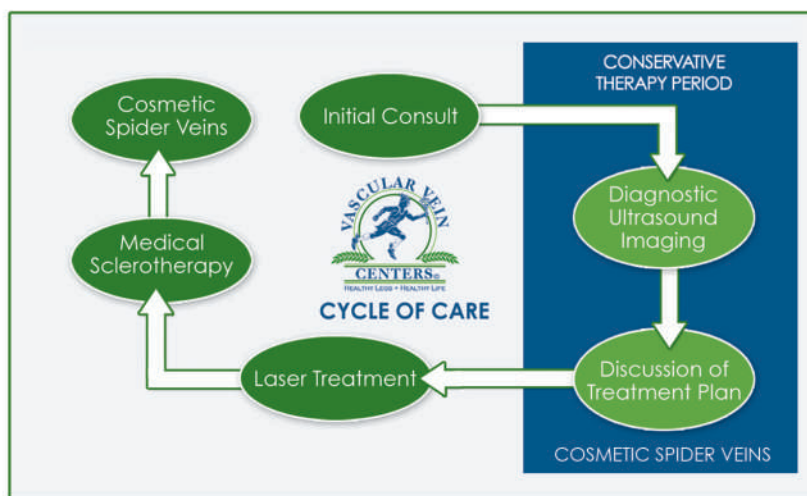 CONSERVATIVE
THERAPY PERIOD
Cosmetic
Spider Veins
Initial Consult
Diagnostic
Ultrasound
Imaging
Medical
Sclerotherapy
VASCULAR VEIN
CENTERS®
HEALTHY LEGS • HEALTHY LIFE
CYCLE OF CARE
Laser Treatment
Discussion of
Treatment Plan
COSMETIC SPIDER VEINS